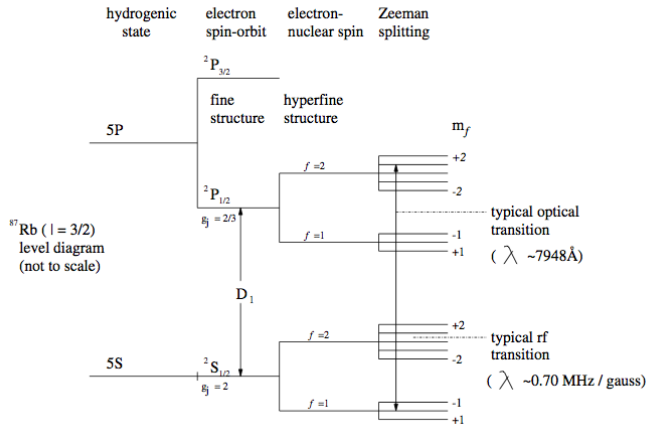 hydrogenic state
electron spin-orbit
electron-nuclear spin
Zeeman splitting
²P₃/₂
fine structure
hyperfine structure
m_f
5P
f =2
+2
-2
²P₁/₂
g_j = 2/3
typical optical transition
( λ ~7948Å)
⁸⁷Rb ( I = 3/2)
level diagram
(not to scale)
f =1
-1
+1
D₁
+2
f =2
-2
typical rf transition
( λ ~0.70 MHz / gauss)
5S
²S₁/₂
g_j = 2
f =1
-1
+1